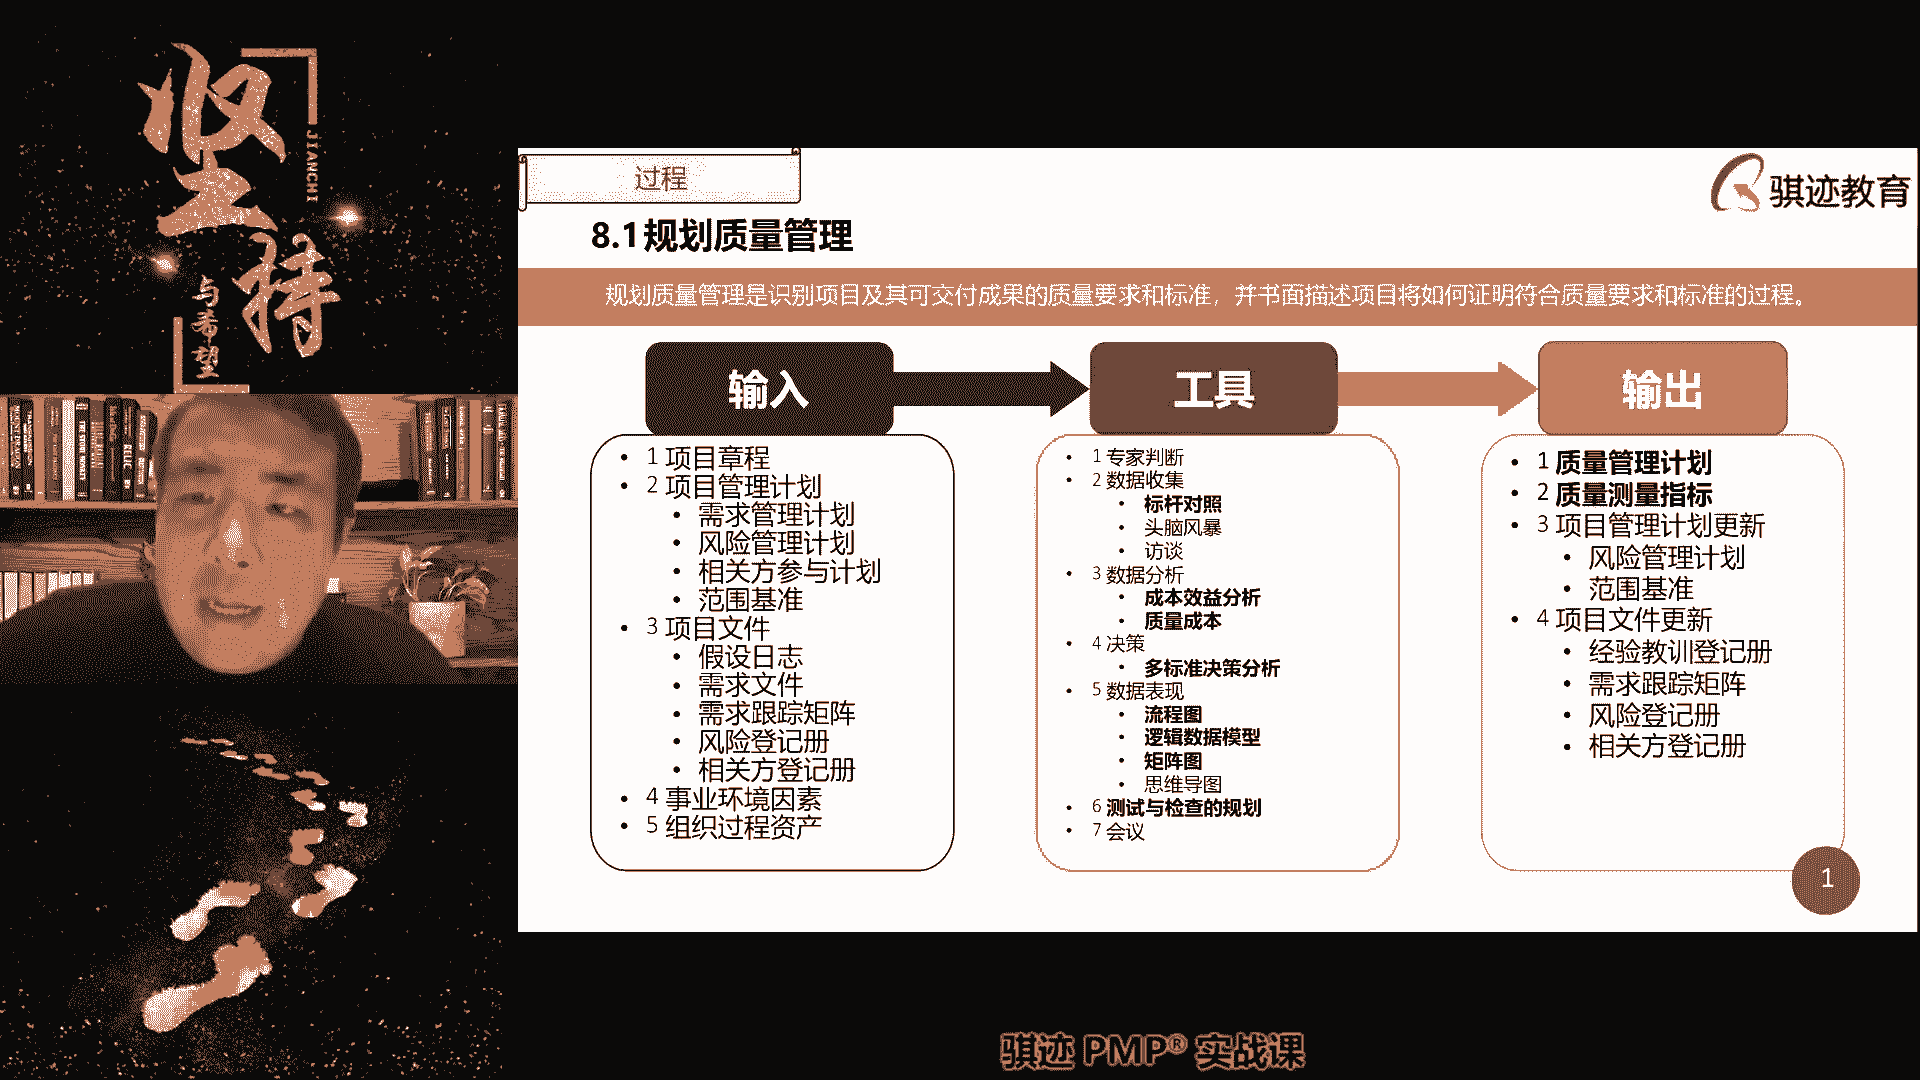 坚持
JIANCHI
与希望
过程
骐迹教育
8.1规划质量管理
规划质量管理是识别项目及其可交付成果的质量要求和标准，并书面描述项目将如何证明符合质量要求和标准的过程。
输入
• 1 项目章程
• 2 项目管理计划
• 需求管理计划
• 风险管理计划
• 相关方参与计划
• 范围基准
• 3 项目文件
• 假设日志
• 需求文件
• 需求跟踪矩阵
• 风险登记册
• 相关方登记册
• 4 事业环境因素
• 5 组织过程资产
工具
• 1 专家判断
• 2 数据收集
• 标杆对照
• 头脑风暴
• 访谈
• 3 数据分析
• 成本效益分析
• 质量成本
• 4 决策
• 多标准决策分析
• 5 数据表现
• 流程图
• 逻辑数据模型
• 矩阵图
• 思维导图
• 6 测试与检查的规划
• 7 会议
输出
• 1 质量管理计划
• 2 质量测量指标
• 3 项目管理计划更新
• 风险管理计划
• 范围基准
• 4 项目文件更新
• 经验教训登记册
• 需求跟踪矩阵
• 风险登记册
• 相关方登记册
1
骐迹 PMP® 实战课